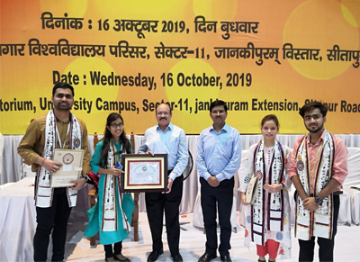 दिनांक : 16 अक्टूबर 2019, दिन बुधवार
गार विश्वविद्यालय परिसर, सेक्टर-11, जानकीपुरम् विस्तार, सीतापु
Date : Wednesday, 16 October, 2019
torium, University Campus, Sector-11, jankipuram Extension, Sitapur Road